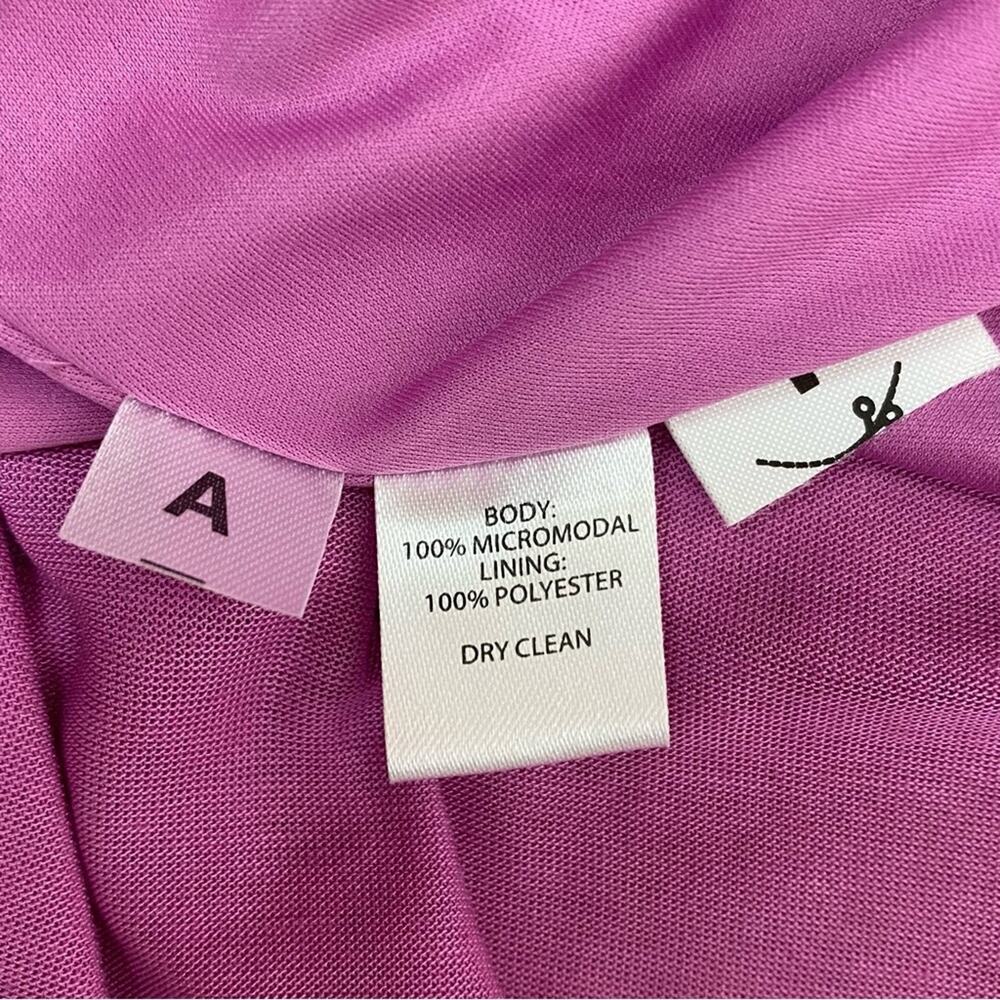 A
BODY:
100% MICROMODAL
LINING:
100% POLYESTER
DRY CLEAN